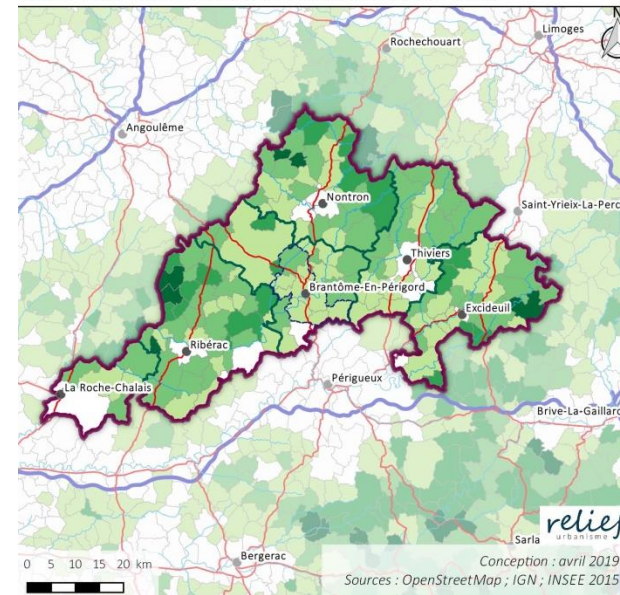 N
Limoges
Rochechouart
Angoulême
Nontron
Saint-Yrieix-La-Perc
Thiviers
Brantôme-En-Périgord
Excideuil
Ribérac
La Roche-Chalais
Périgueux
Brive-La-Gaillard
relief
urbanisme
Sarla
Bergerac
0 5 10 15 20 km
Conception : avril 2019
Sources : OpenStreetMap ; IGN ; INSEE 2015